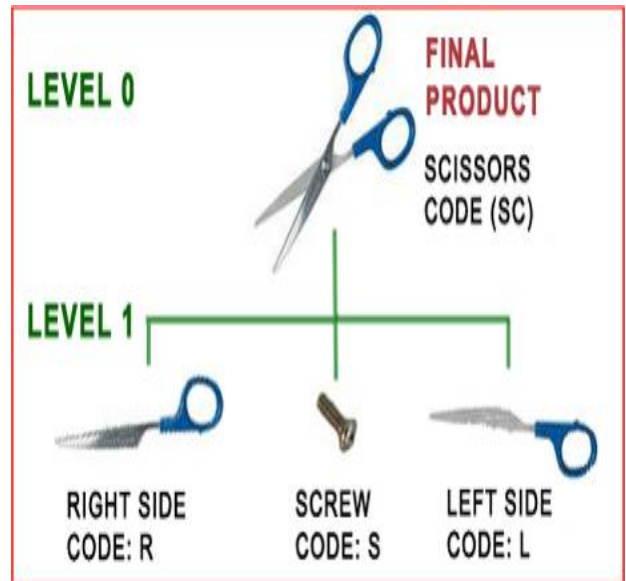 LEVEL 0
FINAL
PRODUCT
SCISSORS
CODE (SC)
LEVEL 1
RIGHT SIDE
CODE: R
SCREW
CODE: S
LEFT SIDE
CODE: L